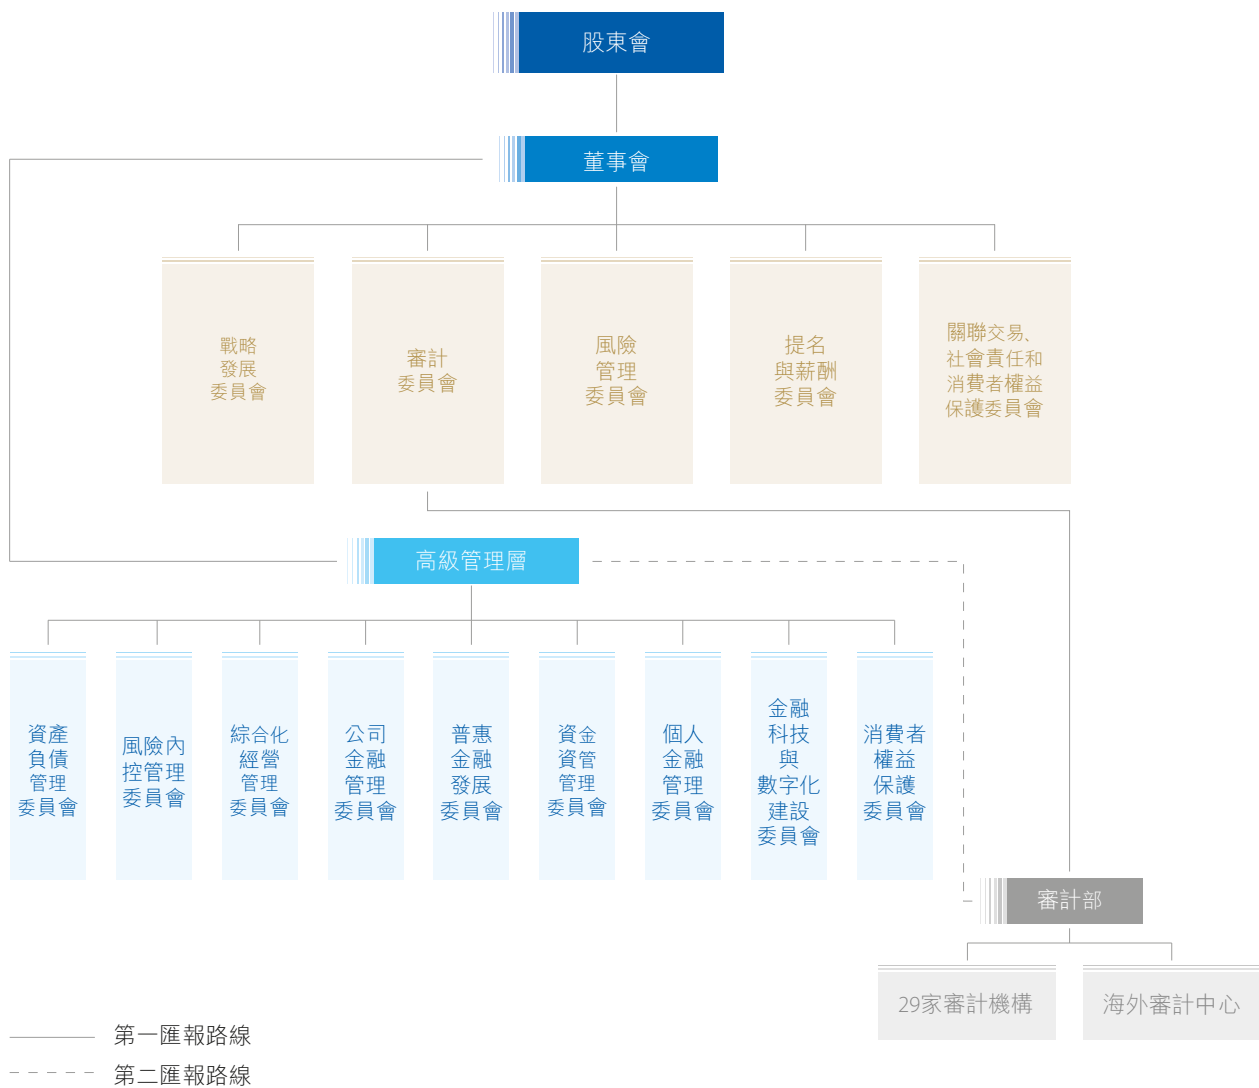 股東會
董事會
戰略
發展
委員會
審計
委員會
風險
管理
委員會
提名
與薪酬
委員會
關聯交易、
社會責任和
消費者權益
保護委員會
高級管理層
資產
負債
管理
委員會
風險內
控管理
委員會
綜合化
經營
管理
委員會
公司
金融
管理
委員會
普惠
金融
發展
委員會
資金
資管
管理
委員會
個人
金融
管理
委員會
金融
科技
與
數字化
建設
委員會
消費者
權益
保護
委員會
審計部
29家審計機構
海外審計中心
第一匯報路線
第二匯報路線